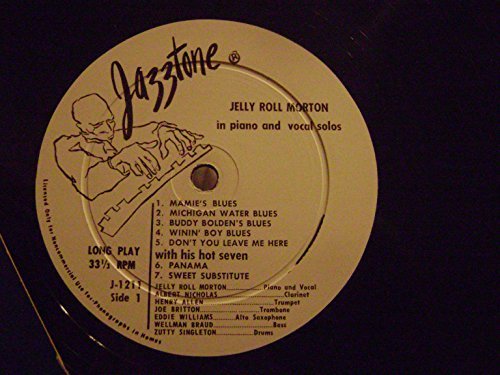 Jazztone ®
JELLY ROLL MORTON
in piano and vocal solos
1. MAMIE'S BLUES
2. MICHIGAN WATER BLUES
3. BUDDY BOLDEN'S BLUES
4. WININ' BOY BLUES
5. DON'T YOU LEAVE ME HERE
with his hot seven
6. PANAMA
7. SWEET SUBSTITUTE
LONG PLAY
33⅓ RPM
J-1211
Side 1
JELLY ROLL MORTON Piano and Vocal
ALBERT NICHOLAS Clarinet
HENRY ALLEN Trumpet
JOE BRITTON Trombone
EDDIE WILLIAMS Alto Saxophone
WELLMAN BRAUD Bass
ZUTTY SINGLETON Drums
Licensed Only for Noncommercial Use for Phonographs in Homes